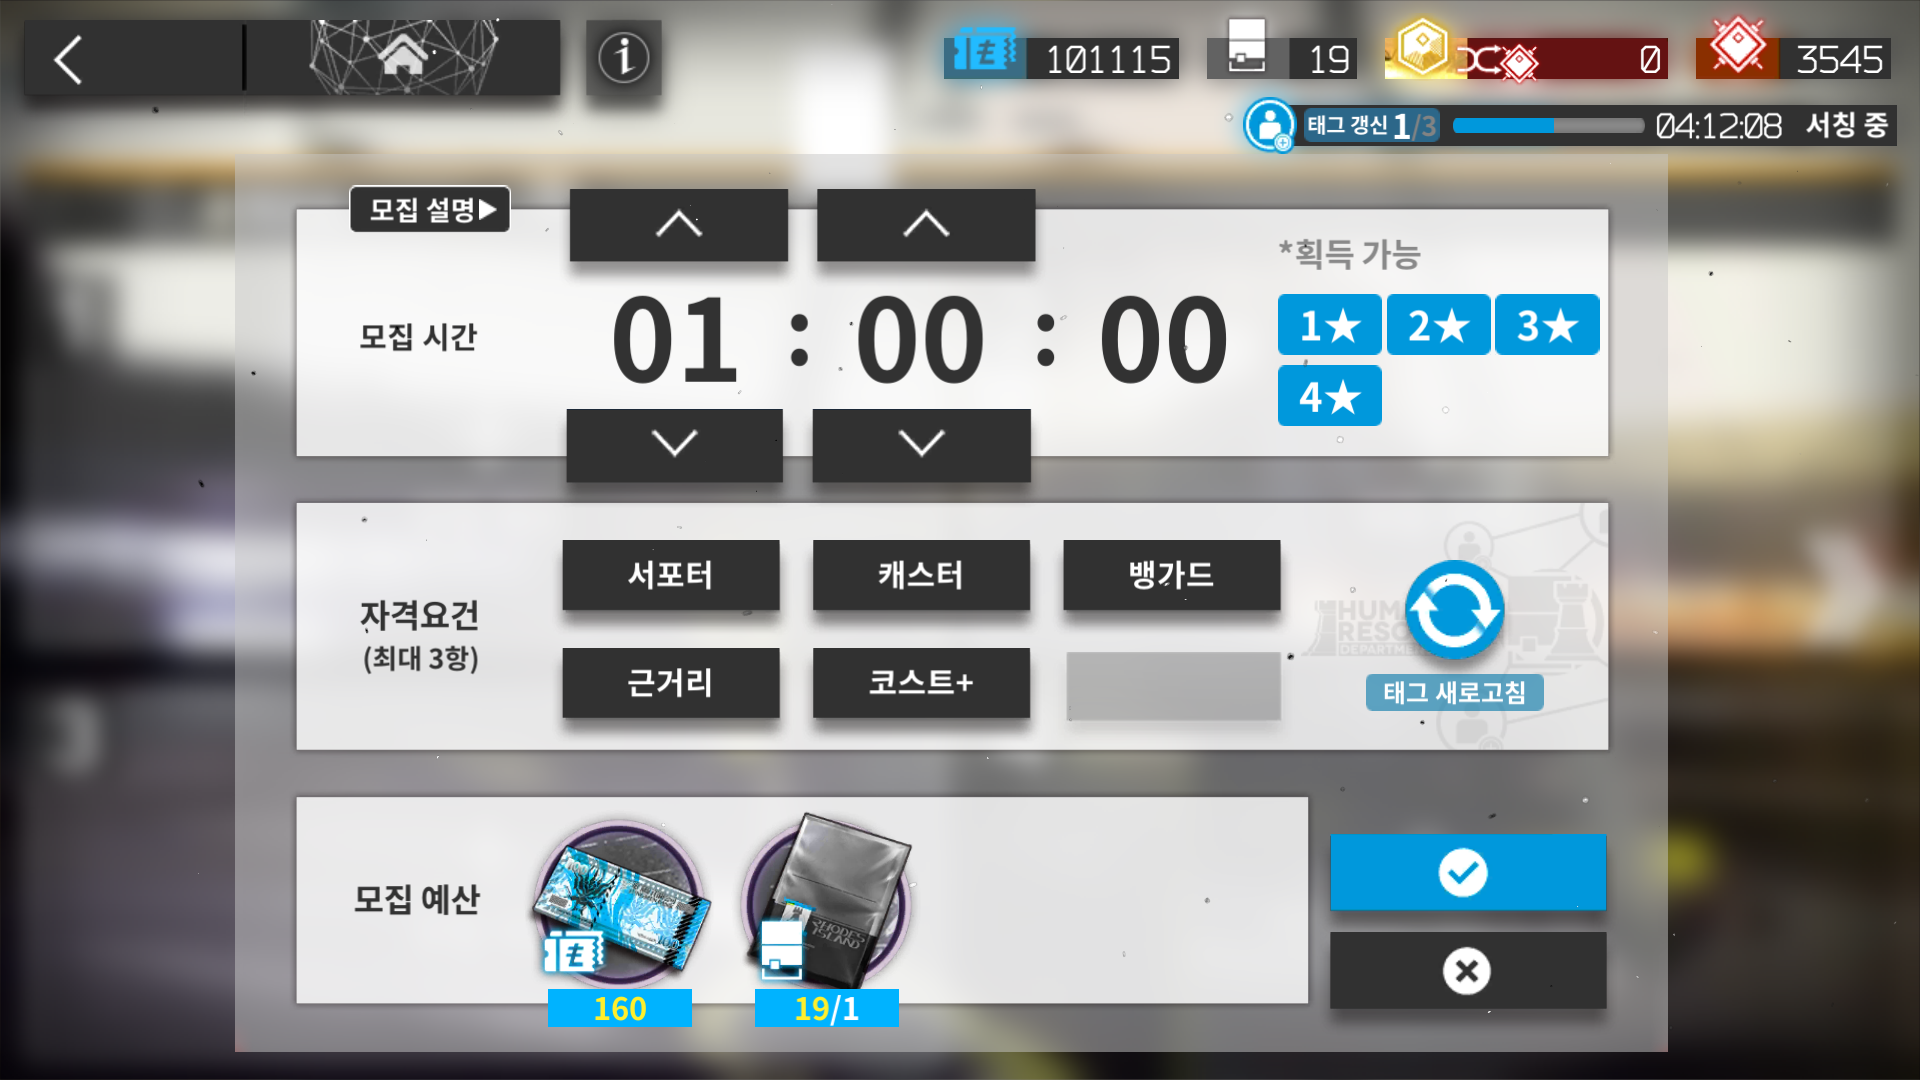 101115
19
0
3545
태그 갱신 1/3
04:12:08 서칭 중
모집 설명▶
*획득 가능
모집 시간
01 : 00 : 00
1★ 2★ 3★
4★
서포터 캐스터 뱅가드
자격요건
(최대 3항)
근거리 코스트+
태그 새로고침
모집 예산
RHODES
ISLAND
160
19/1